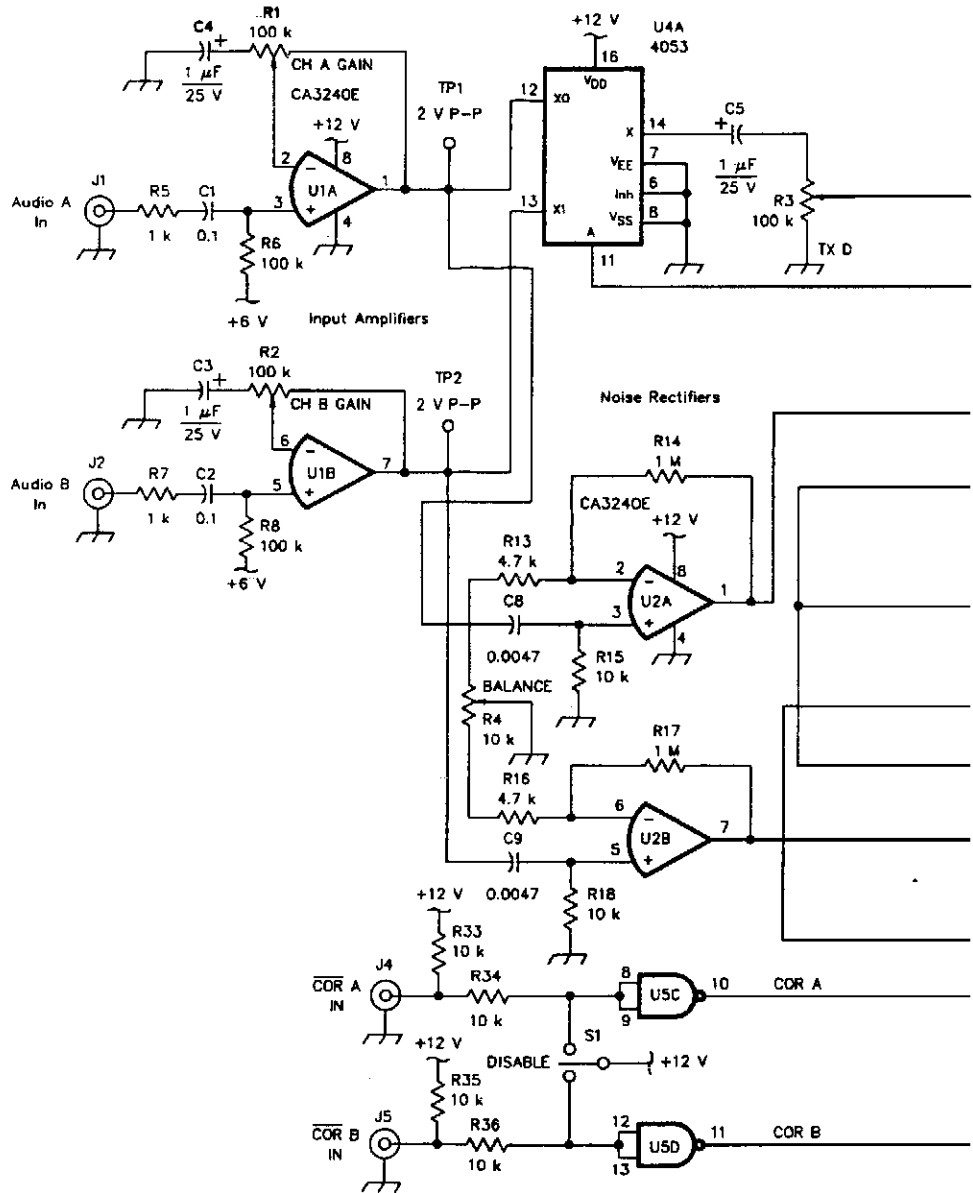 C4
1 µF
25 V
R1
100 k
CH A GAIN
CA3240E
+12 V
TP1
2 V P-P
+12 V
16
U4A
4053
VDD
12
X0
X
14
C5
1 µF
25 V
VEE
7
Inh
6
VSS
8
13
X1
A
11
R3
100 k
TX D
J1
Audio A
In
R5
1 k
C1
0.1
2
8
1
U1A
3
4
R6
100 k
+6 V
Input Amplifiers
C3
1 µF
25 V
R2
100 k
CH B GAIN
TP2
2 V P-P
J2
Audio B
In
R7
1 k
C2
0.1
6
7
U1B
5
R8
100 k
+6 V
Noise Rectifiers
R14
1 M
CA3240E
+12 V
R13
4.7 k
2
8
1
U2A
3
4
C8
0.0047
R15
10 k
BALANCE
R4
10 k
R17
1 M
R16
4.7 k
6
7
U2B
5
C9
0.0047
R18
10 k
+12 V
R33
10 k
J4
COR A
IN
R34
10 k
8
9
U5C
10
COR A
S1
DISABLE
+12 V
+12 V
R35
10 k
J5
COR B
IN
R36
10 k
12
13
U5D
11
COR B